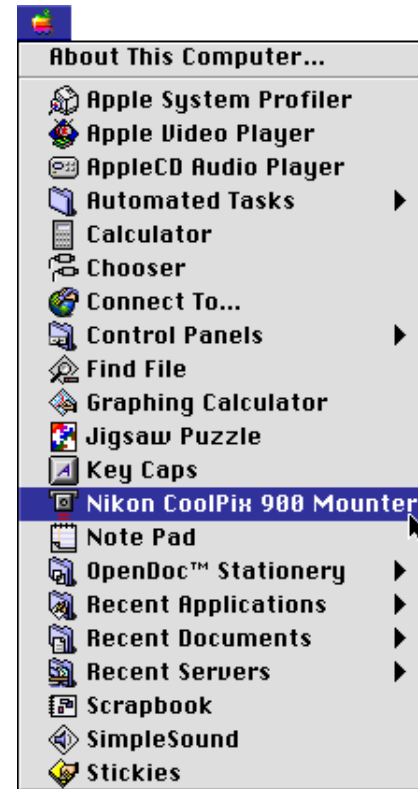 About This Computer...
Apple System Profiler
Apple Video Player
AppleCD Audio Player
Automated Tasks
Calculator
Chooser
Connect To...
Control Panels
Find File
Graphing Calculator
Jigsaw Puzzle
Key Caps
Nikon CoolPix 900 Mounter
Note Pad
OpenDoc™ Stationery
Recent Applications
Recent Documents
Recent Servers
Scrapbook
SimpleSound
Stickies